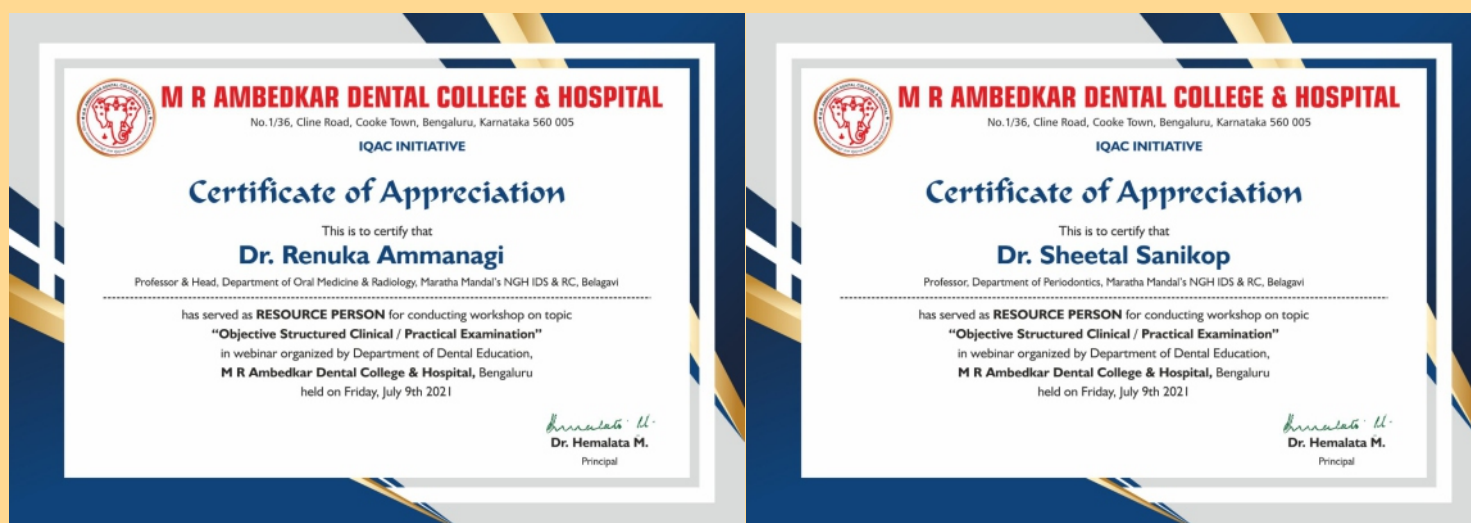 M R AMBEDKAR DENTAL COLLEGE & HOSPITAL
No.1/36, Cline Road, Cooke Town, Bengaluru, Karnataka 560 005
IQAC INITIATIVE
Certificate of Appreciation
This is to certify that
Dr. Renuka Ammanagi
Professor & Head, Department of Oral Medicine & Radiology, Maratha Mandal's NGH IDS & RC, Belagavi
has served as RESOURCE PERSON for conducting workshop on topic
“Objective Structured Clinical / Practical Examination”
in webinar organized by Department of Dental Education,
M R Ambedkar Dental College & Hospital, Bengaluru
held on Friday, July 9th 2021
Dr. Hemalata M.
Principal
M R AMBEDKAR DENTAL COLLEGE & HOSPITAL
No.1/36, Cline Road, Cooke Town, Bengaluru, Karnataka 560 005
IQAC INITIATIVE
Certificate of Appreciation
This is to certify that
Dr. Sheetal Sanikop
Professor, Department of Periodontics, Maratha Mandal's NGH IDS & RC, Belagavi
has served as RESOURCE PERSON for conducting workshop on topic
“Objective Structured Clinical / Practical Examination”
in webinar organized by Department of Dental Education,
M R Ambedkar Dental College & Hospital, Bengaluru
held on Friday, July 9th 2021
Dr. Hemalata M.
Principal